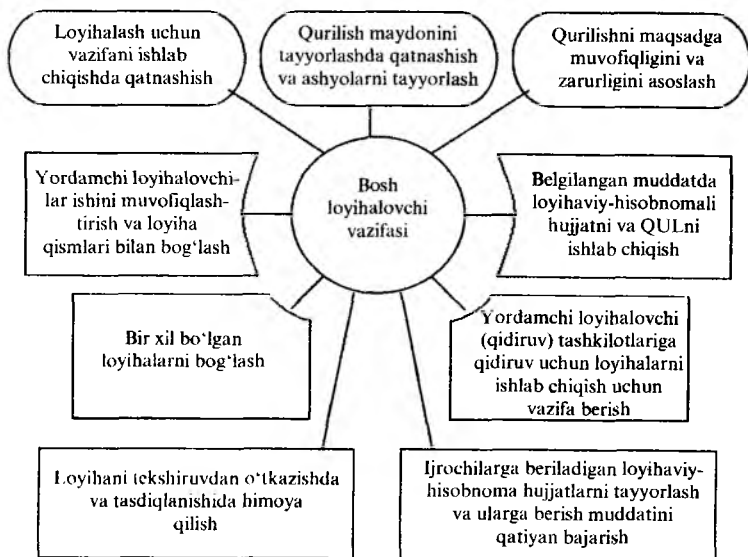 Loyihalash uchun
vazifani ishlab
chiqishda qatnashish
Qurilish maydonini
tayyorlashda qatnashish
va ashyolarni tayyorlash
Qurilishni maqsadga
muvofiqligini va
zarurligini asoslash
Yordamchi loyihalovchi-
lar ishini muvofiqlash-
tirish va loyiha
qismlari bilan bog‘lash
Bosh
loyihalovchi
vazifasi
Belgilangan muddatda
loyihaviy-hisobnomali
hujjatni va QULni
ishlab chiqish
Bir xil bo‘lgan
loyihalarni bog‘lash
Yordamchi loyihalovchi
(qidiruv) tashkilotlariga
qidiruv uchun loyihalarni
ishlab chiqish uchun
vazifa berish
Loyihani tekshiruvdan o‘tkazishda
va tasdiqlanishida himoya
qilish
Ijrochilarga beriladigan loyihaviy-
hisobnoma hujjatlarni tayyorlash
va ularga berish muddatini
qatiyan bajarish